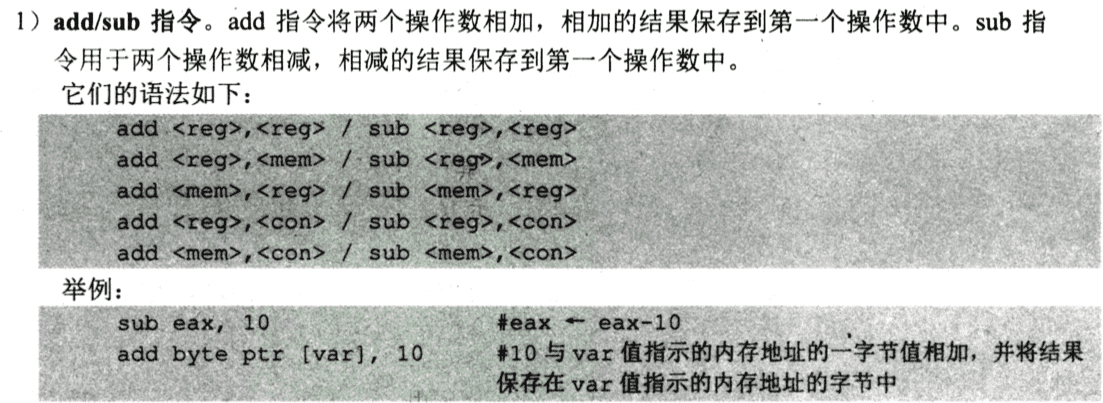 1）add/sub 指令。add 指令将两个操作数相加，相加的结果保存到第一个操作数中。sub 指
令用于两个操作数相减，相减的结果保存到第一个操作数中。
它们的语法如下：
add <reg>,<reg> / sub <reg>,<reg>
add <reg>,<mem> / sub <reg>,<mem>
add <mem>,<reg> / sub <mem>,<reg>
add <reg>,<con> / sub <reg>,<con>
add <mem>,<con> / sub <mem>,<con>
举例：
sub eax, 10 #eax ← eax-10
add byte ptr [var], 10 #10 与 var 值指示的内存地址的一字节值相加，并将结果
保存在 var 值指示的内存地址的字节中